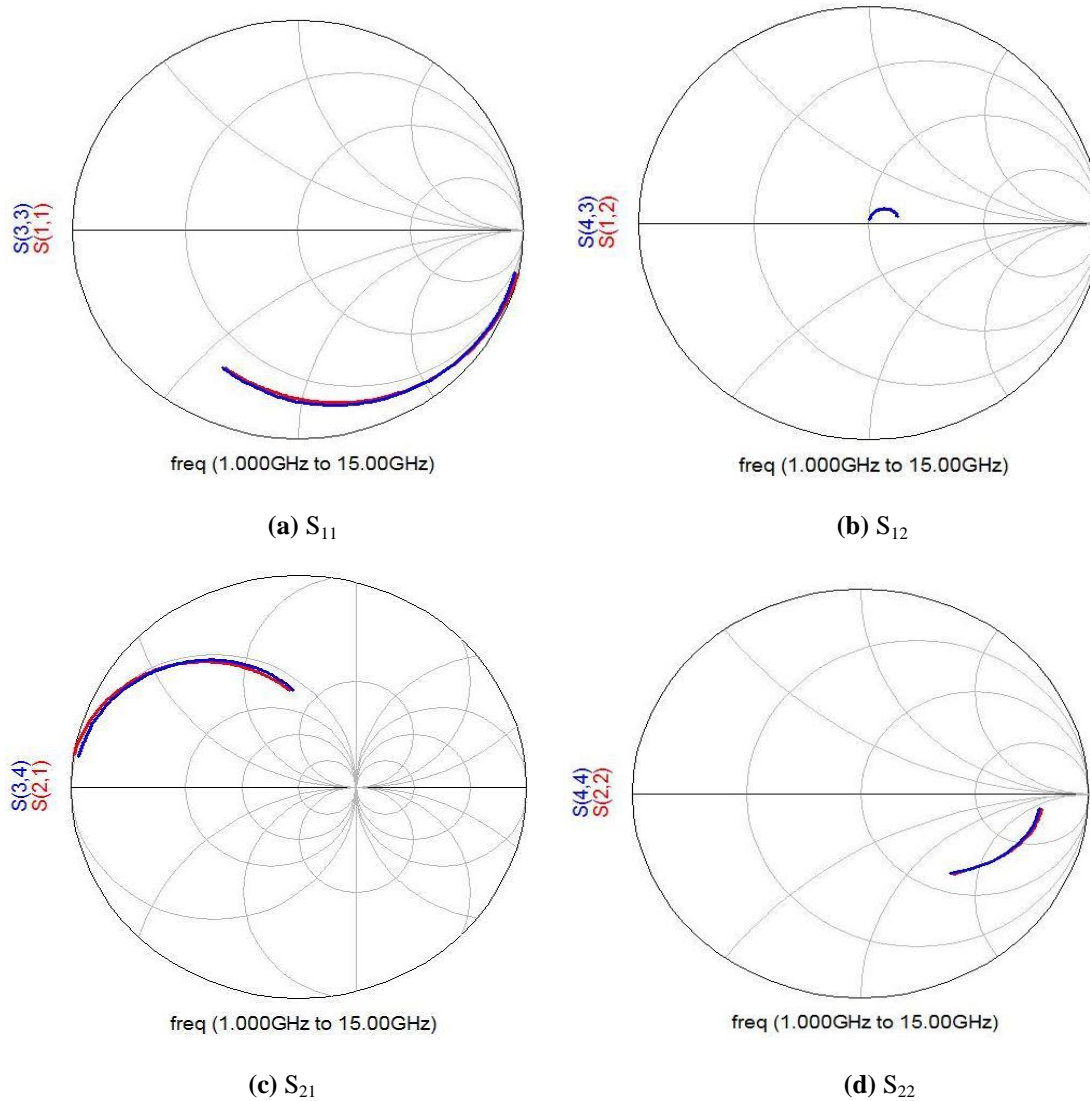 S(3,3)
S(1,1)
freq (1.000GHz to 15.00GHz)
(a) S₁₁
S(4,3)
S(1,2)
freq (1.000GHz to 15.00GHz)
(b) S₁₂
S(3,4)
S(2,1)
freq (1.000GHz to 15.00GHz)
(c) S₂₁
S(4,4)
S(2,2)
freq (1.000GHz to 15.00GHz)
(d) S₂₂